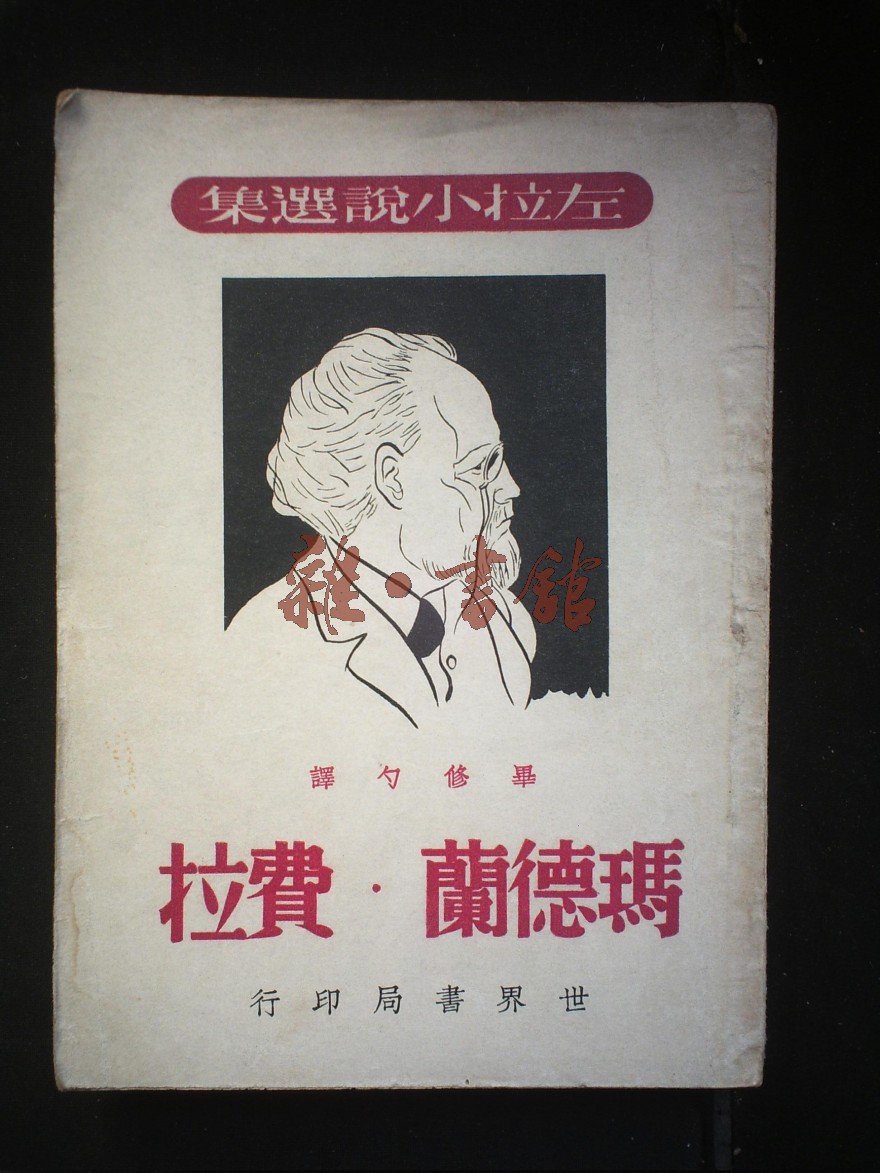 左拉小說選集
雜·書館
畢修勺譯
瑪德蘭·費拉
世界書局印行